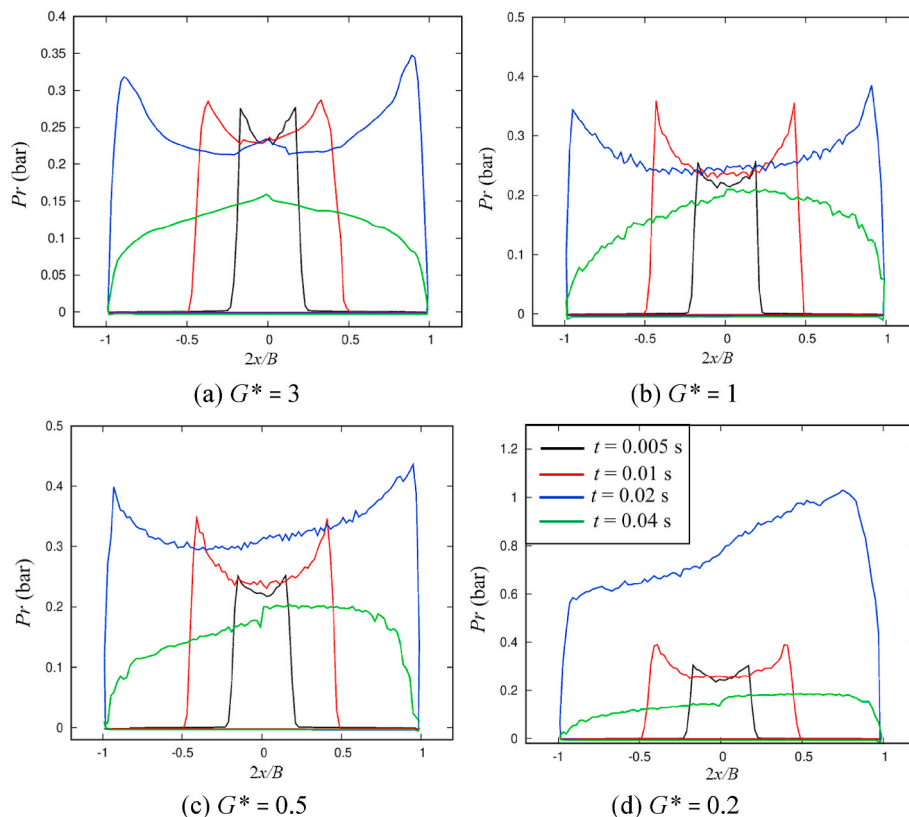 0.4
0.35
0.3
0.25
0.2
0.15
0.1
0.05
0
Pr (bar)
-1 -0.5 0 0.5 1
2x/B
(a) G* = 3
0.5
0.4
0.3
0.2
0.1
0
Pr (bar)
-1 -0.5 0 0.5 1
2x/B
(b) G* = 1
0.5
0.4
0.3
0.2
0.1
0
Pr (bar)
-1 -0.5 0 0.5 1
2x/B
(c) G* = 0.5
1.2
1
0.8
0.6
0.4
0.2
0
Pr (bar)
t = 0.005 s
t = 0.01 s
t = 0.02 s
t = 0.04 s
-1 -0.5 0 0.5 1
2x/B
(d) G* = 0.2